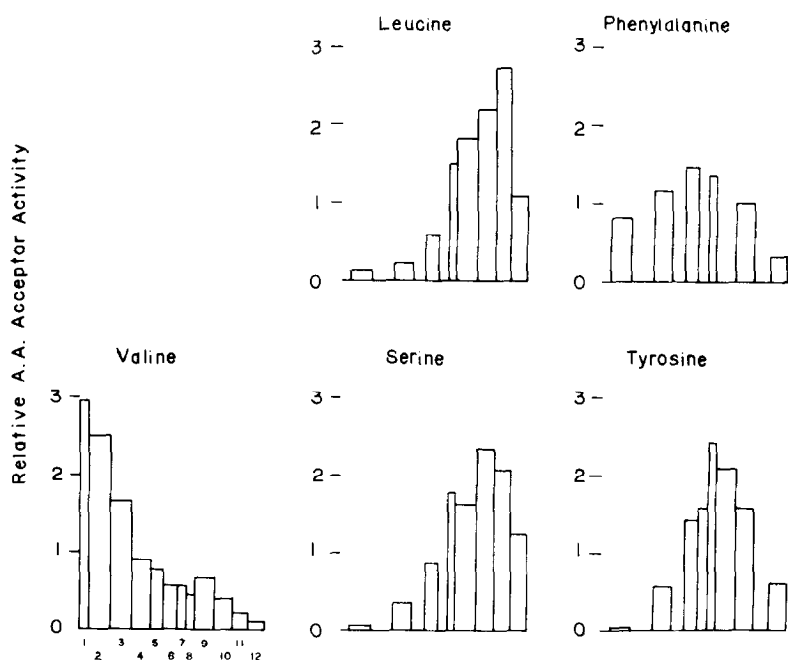 Leucine
Phenylalanine
3
2
1
0
3
2
1
0
Relative A.A. Acceptor Activity
Valine
Serine
Tyrosine
3
2
1
0
3
2
1
0
3
2
1
0
1 3 5 7 9 11
2 4 6 8 10 12